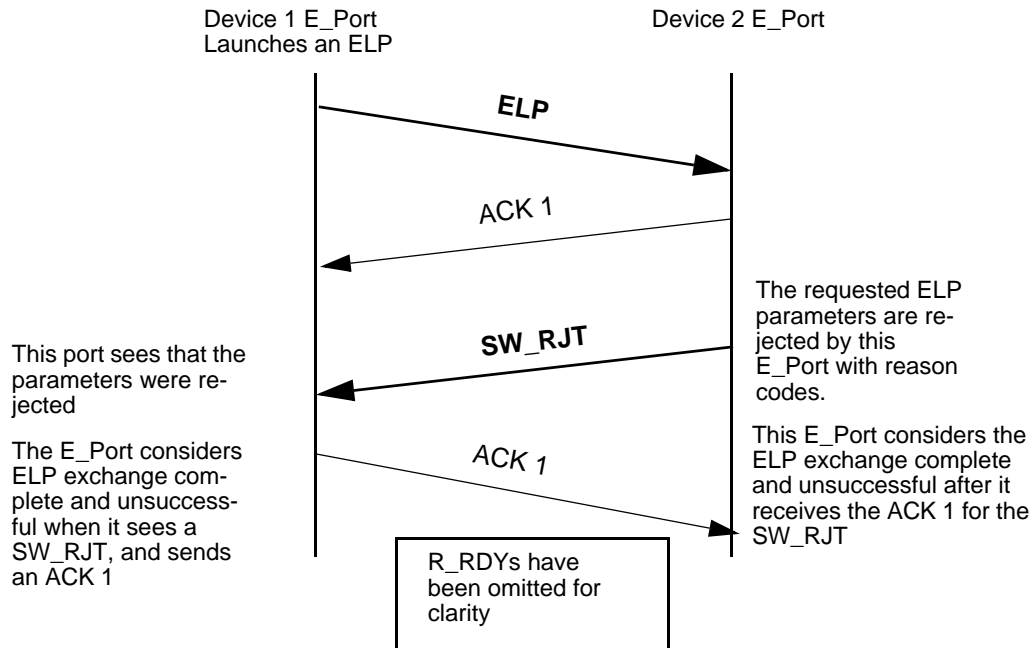 Device 1 E_Port
Launches an ELP
Device 2 E_Port
ELP
ACK 1
The requested ELP
parameters are re-
jected by this
E_Port with reason
codes.
SW_RJT
This port sees that the
parameters were re-
jected
The E_Port considers
ELP exchange com-
plete and unsuccess-
ful when it sees a
SW_RJT, and sends
an ACK 1
ACK 1
This E_Port considers the
ELP exchange complete
and unsuccessful after it
receives the ACK 1 for the
SW_RJT
R_RDYs have
been omitted for
clarity